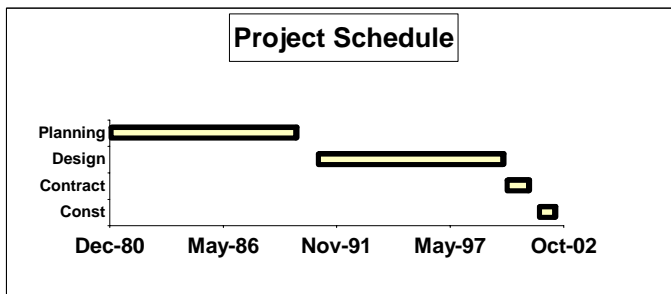 Project Schedule
Planning
Design
Contract
Const
Dec-80 May-86 Nov-91 May-97 Oct-02